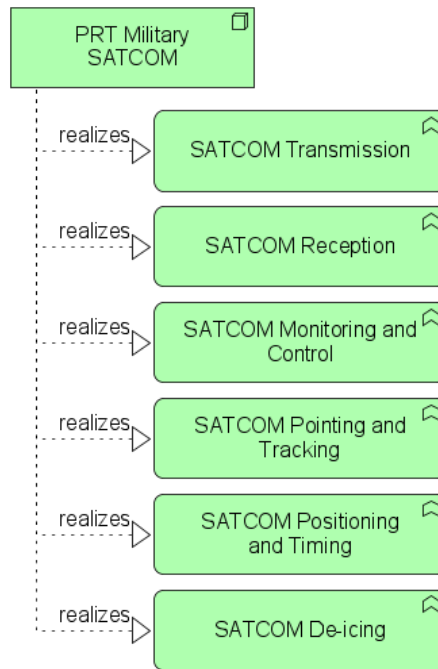 PRT Military
SATCOM
realizes
SATCOM Transmission
realizes
SATCOM Reception
realizes
SATCOM Monitoring and
Control
realizes
SATCOM Pointing and
Tracking
realizes
SATCOM Positioning
and Timing
realizes
SATCOM De-icing